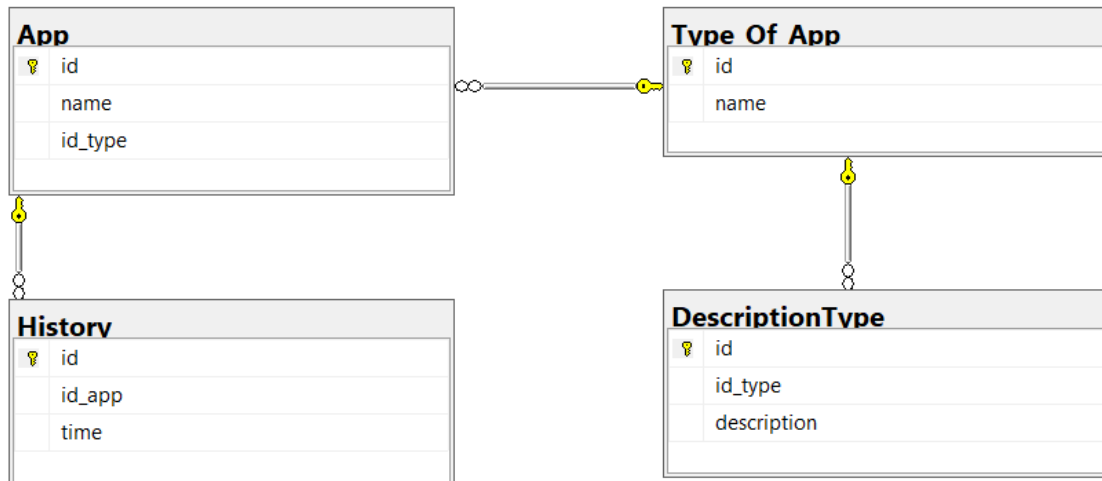 App
id
name
id_type
Type_Of_App
id
name
History
id
id_app
time
DescriptionType
id
id_type
description